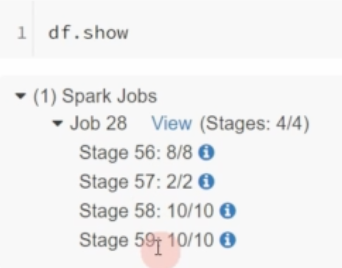 1 df.show
(1) Spark Jobs
Job 28 View (Stages: 4/4)
Stage 56: 8/8
Stage 57: 2/2
Stage 58: 10/10
Stage 59: 10/10